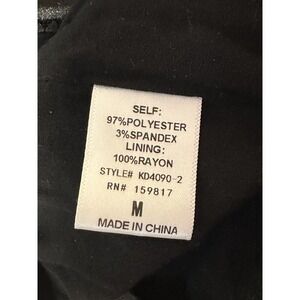 SELF:
97%POLYESTER
3%SPANDEX
LINING:
100%RAYON
STYLE# KD4090-2
RN# 159817
M
MADE IN CHINA